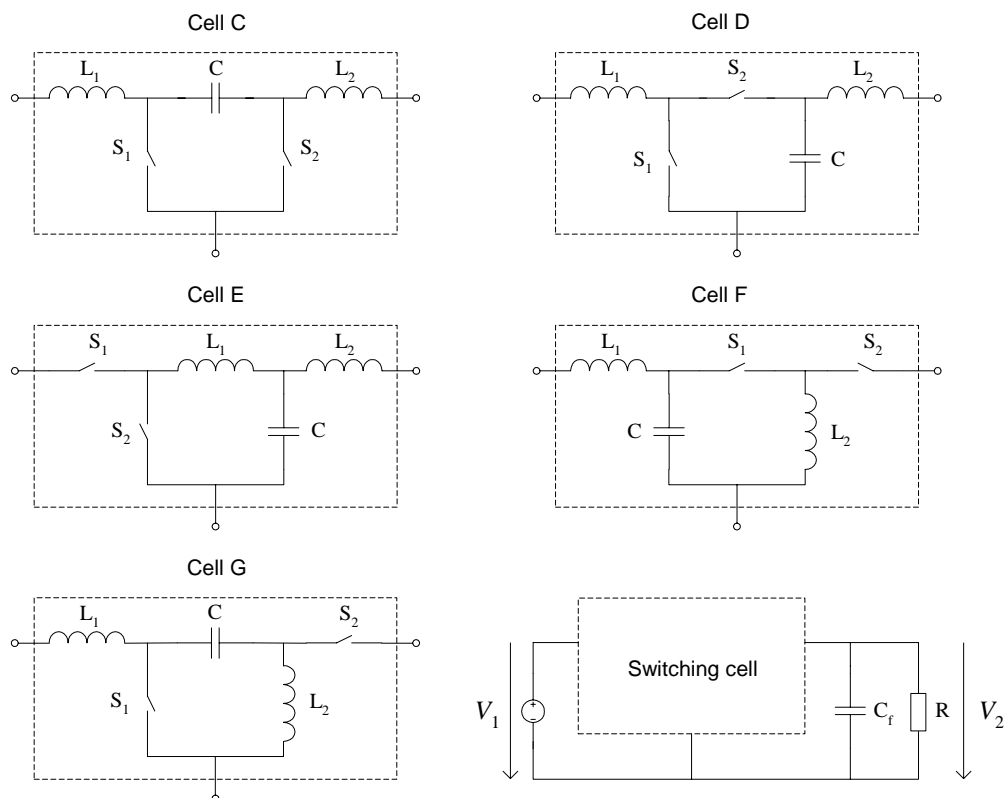 Cell C
L1
C
L2
S1
S2
Cell D
L1
S2
L2
S1
C
Cell E
S1
L1
L2
S2
C
Cell F
L1
S1
S2
C
L2
Cell G
L1
C
S2
S1
L2
Switching cell
V1
+
−
Cf
R
V2